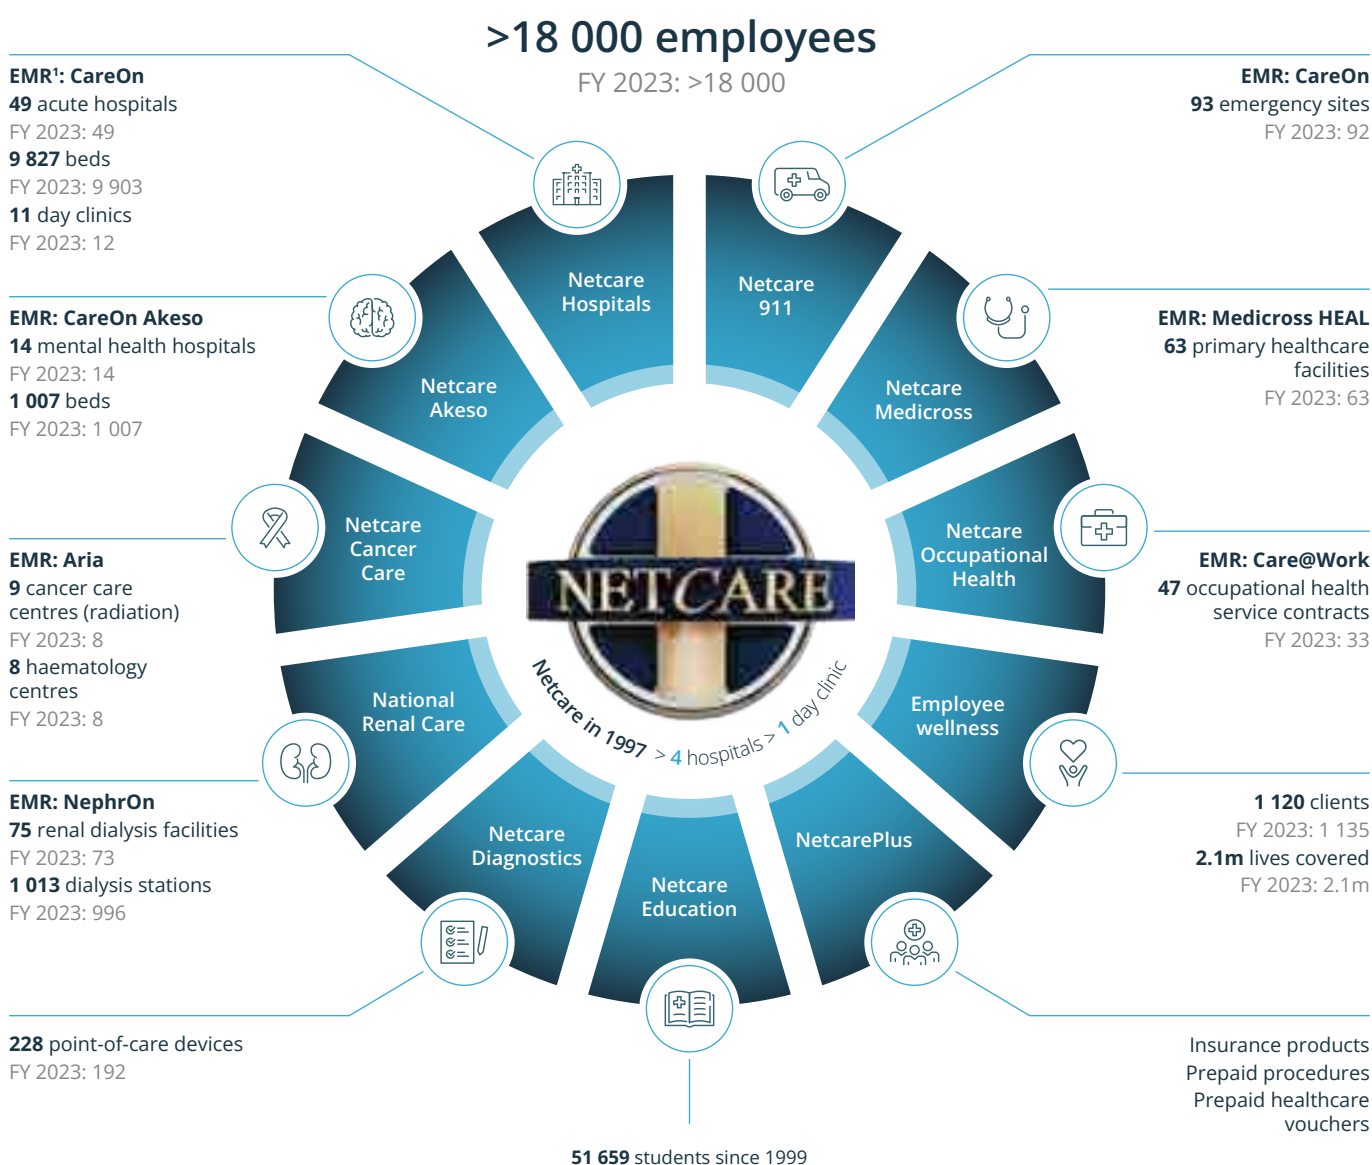 >18 000 employees
FY 2023: >18 000
EMR¹: CareOn
49 acute hospitals
FY 2023: 49
9 827 beds
FY 2023: 9 903
11 day clinics
FY 2023: 12
EMR: CareOn Akeso
14 mental health hospitals
FY 2023: 14
1 007 beds
FY 2023: 1 007
EMR: Aria
9 cancer care
centres (radiation)
FY 2023: 8
8 haematology
centres
FY 2023: 8
EMR: NephrOn
75 renal dialysis facilities
FY 2023: 73
1 013 dialysis stations
FY 2023: 996
228 point-of-care devices
FY 2023: 192
Netcare
Hospitals
Netcare
911
Netcare
Akeso
Netcare
Medicross
Netcare
Cancer
Care
Netcare
Occupational
Health
NETCARE
Netcare in 1997 > 4 hospitals > 1 day clinic
National
Renal Care
Employee
wellness
Netcare
Diagnostics
NetcarePlus
Netcare
Education
51 659 students since 1999
EMR: CareOn
93 emergency sites
FY 2023: 92
EMR: Medicross HEAL
63 primary healthcare
facilities
FY 2023: 63
EMR: Care@Work
47 occupational health
service contracts
FY 2023: 33
1 120 clients
FY 2023: 1 135
2.1m lives covered
FY 2023: 2.1m
Insurance products
Prepaid procedures
Prepaid healthcare
vouchers